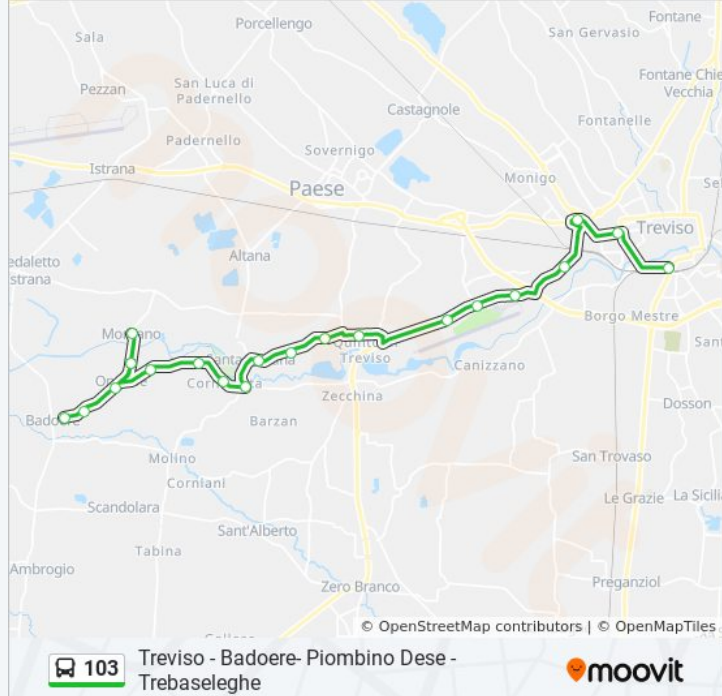 Porcellengo
Fontane
Sala
San Gervasio
Fontane Chie
Vecchia
Pezzan
San Luca di
Padernello
Castagnole
Fontanelle
Padernello
Sovernigo
Istrana
Monigo
Paese
Treviso
edaletto
strana
Altana
Borgo Mestre
Quinto
Treviso
Canizzano
Zecchina
Dosson
Barzan
San Trovaso
Molino
Corniani
Le Grazie
La Sicilia
Scandolara
Sant'Alberto
Tabina
Ambrogio
Zero Branco
Preganziol
© OpenStreetMap contributors | © OpenMapTiles
103
Treviso - Badoere- Piombino Dese -
Trebaseleghe
moovit